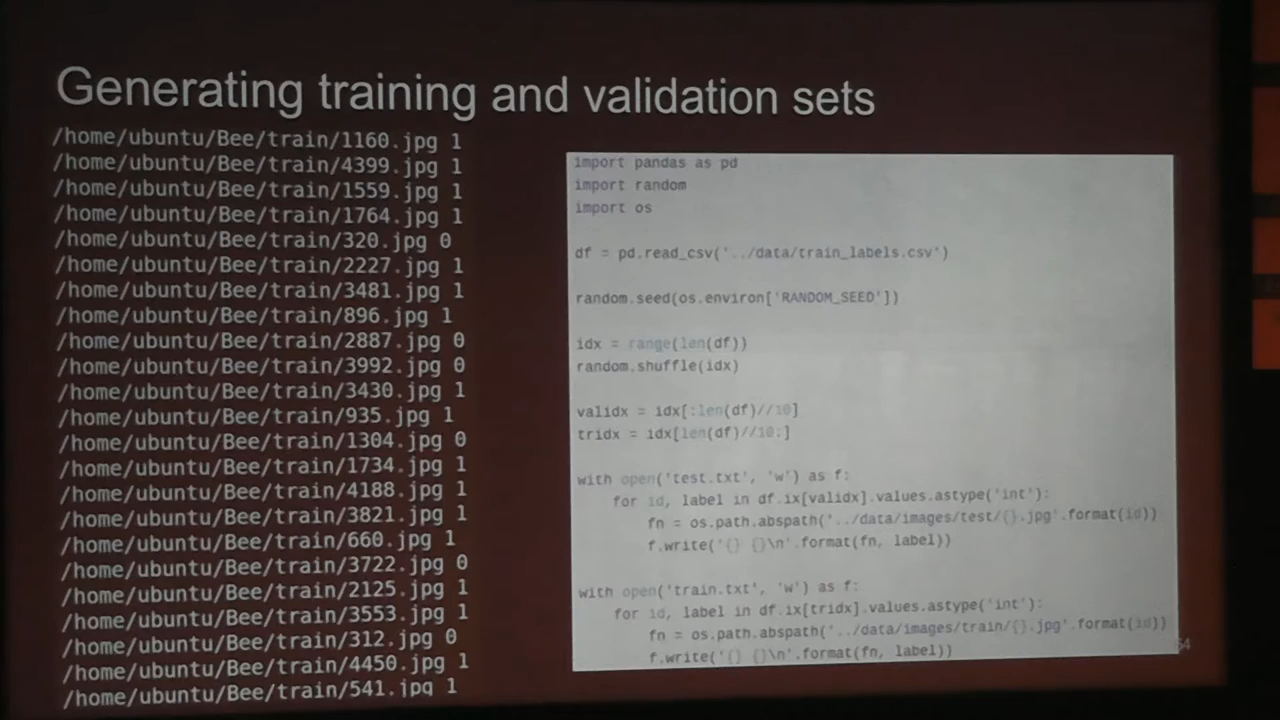 Generating training and validation sets
/home/ubuntu/Bee/train/1160.jpg 1
/home/ubuntu/Bee/train/4399.jpg 1
/home/ubuntu/Bee/train/1559.jpg 1
/home/ubuntu/Bee/train/1764.jpg 1
/home/ubuntu/Bee/train/320.jpg 0
/home/ubuntu/Bee/train/2227.jpg 1
/home/ubuntu/Bee/train/3481.jpg 1
/home/ubuntu/Bee/train/896.jpg 1
/home/ubuntu/Bee/train/2887.jpg 0
/home/ubuntu/Bee/train/3992.jpg 0
/home/ubuntu/Bee/train/3430.jpg 1
/home/ubuntu/Bee/train/935.jpg 1
/home/ubuntu/Bee/train/1304.jpg 0
/home/ubuntu/Bee/train/1734.jpg 1
/home/ubuntu/Bee/train/4188.jpg 1
/home/ubuntu/Bee/train/3821.jpg 1
/home/ubuntu/Bee/train/660.jpg 1
/home/ubuntu/Bee/train/3722.jpg 0
/home/ubuntu/Bee/train/2125.jpg 1
/home/ubuntu/Bee/train/3553.jpg 1
/home/ubuntu/Bee/train/312.jpg 0
/home/ubuntu/Bee/train/4450.jpg 1
/home/ubuntu/Bee/train/541.jpg 1
import pandas as pd
import random
import os
df = pd.read_csv('../data/train_labels.csv')
random.seed(os.environ['RANDOM_SEED'])
idx = range(len(df))
random.shuffle(idx)
validx = idx[:len(df)//10]
tridx = idx[len(df)//10:]
with open('test.txt', 'w') as f:
for id, label in df.ix[validx].values.astype('int'):
fn = os.path.abspath('../data/images/test/{}.jpg'.format(id))
f.write('{} {}\n'.format(fn, label))
with open('train.txt', 'w') as f:
for id, label in df.ix[tridx].values.astype('int'):
fn = os.path.abspath('../data/images/train/{}.jpg'.format(id))
f.write('{} {}\n'.format(fn, label))